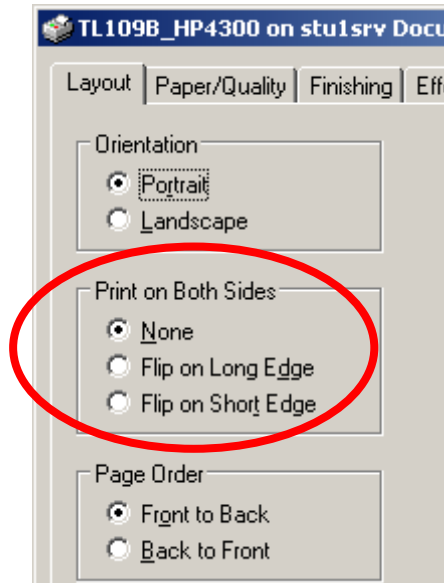 TL109B_HP4300 on stu1srv Docu
Layout Paper/Quality Finishing Eff
Orientation
Portrait
Landscape
Print on Both Sides
None
Flip on Long Edge
Flip on Short Edge
Page Order
Front to Back
Back to Front